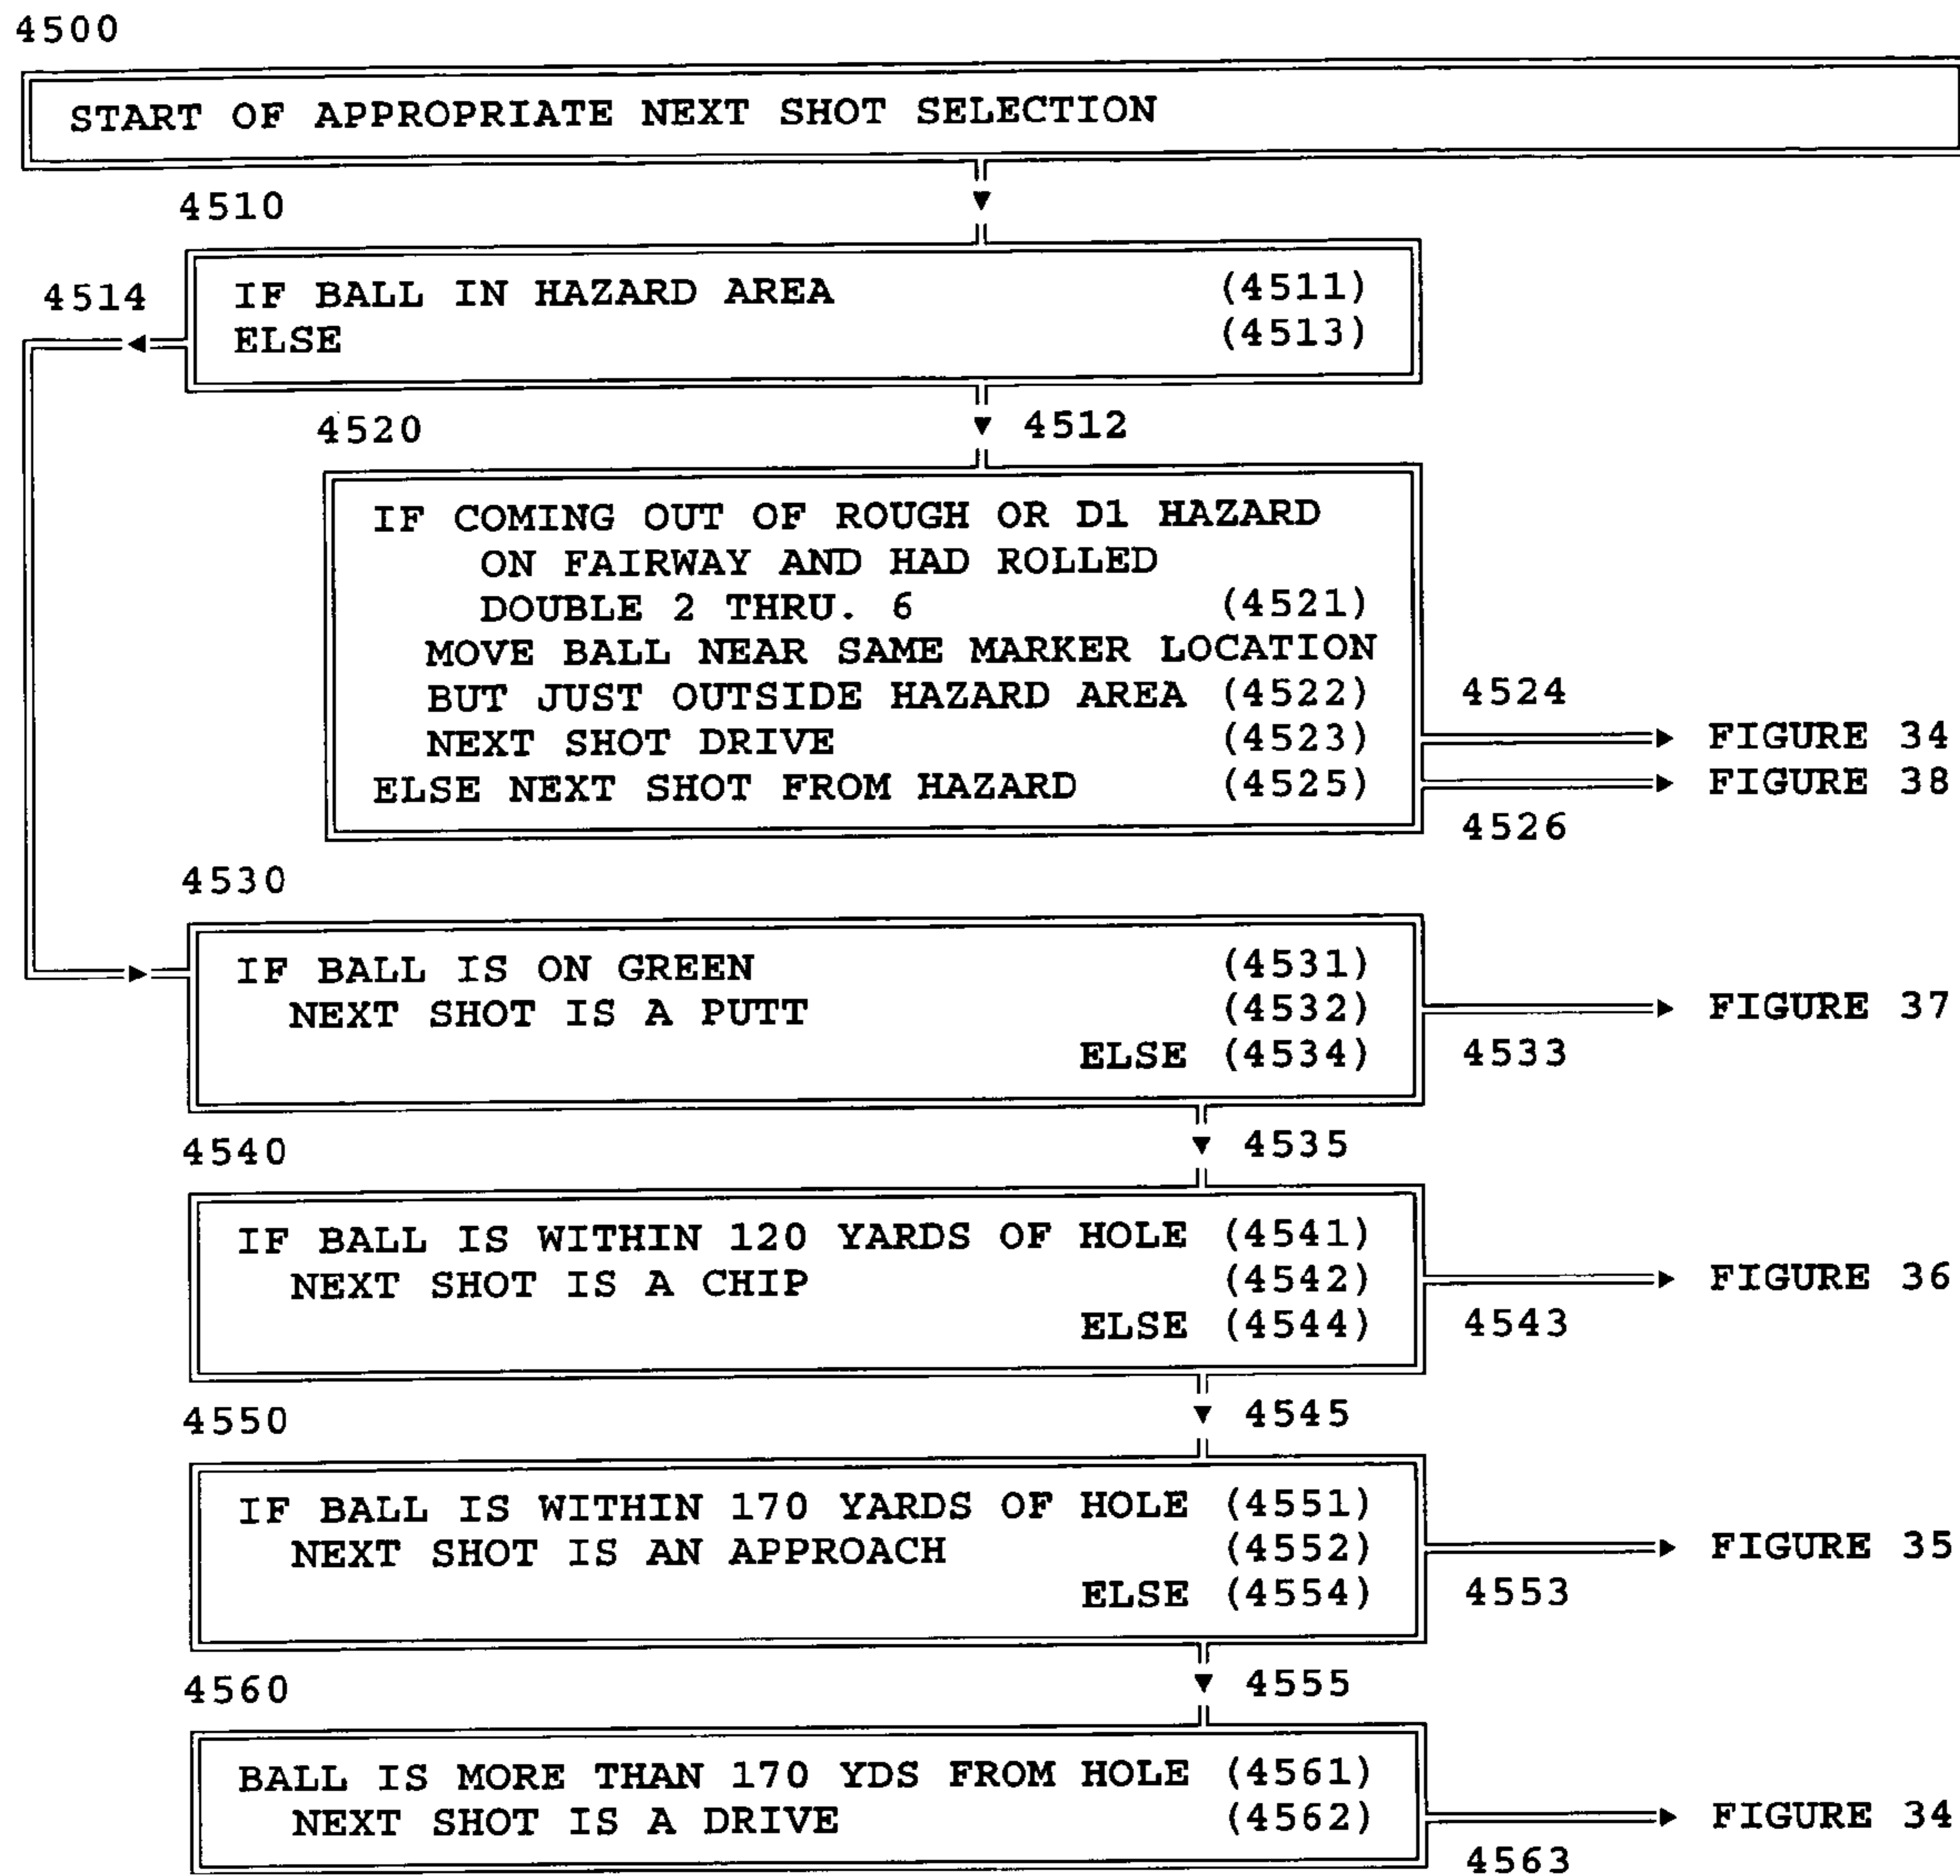 4500
START OF APPROPRIATE NEXT SHOT SELECTION
4510
4514
IF BALL IN HAZARD AREA (4511)
ELSE (4513)
4512
4520
IF COMING OUT OF ROUGH OR D1 HAZARD
ON FAIRWAY AND HAD ROLLED
DOUBLE 2 THRU. 6 (4521)
MOVE BALL NEAR SAME MARKER LOCATION
BUT JUST OUTSIDE HAZARD AREA (4522)
4524
NEXT SHOT DRIVE (4523)
FIGURE 34
ELSE NEXT SHOT FROM HAZARD (4525)
FIGURE 38
4526
4530
IF BALL IS ON GREEN (4531)
NEXT SHOT IS A PUTT (4532)
FIGURE 37
ELSE (4534)
4533
4535
4540
IF BALL IS WITHIN 120 YARDS OF HOLE (4541)
NEXT SHOT IS A CHIP (4542)
FIGURE 36
ELSE (4544)
4543
4545
4550
IF BALL IS WITHIN 170 YARDS OF HOLE (4551)
NEXT SHOT IS AN APPROACH (4552)
FIGURE 35
ELSE (4554)
4553
4555
4560
BALL IS MORE THAN 170 YDS FROM HOLE (4561)
NEXT SHOT IS A DRIVE (4562)
FIGURE 34
4563